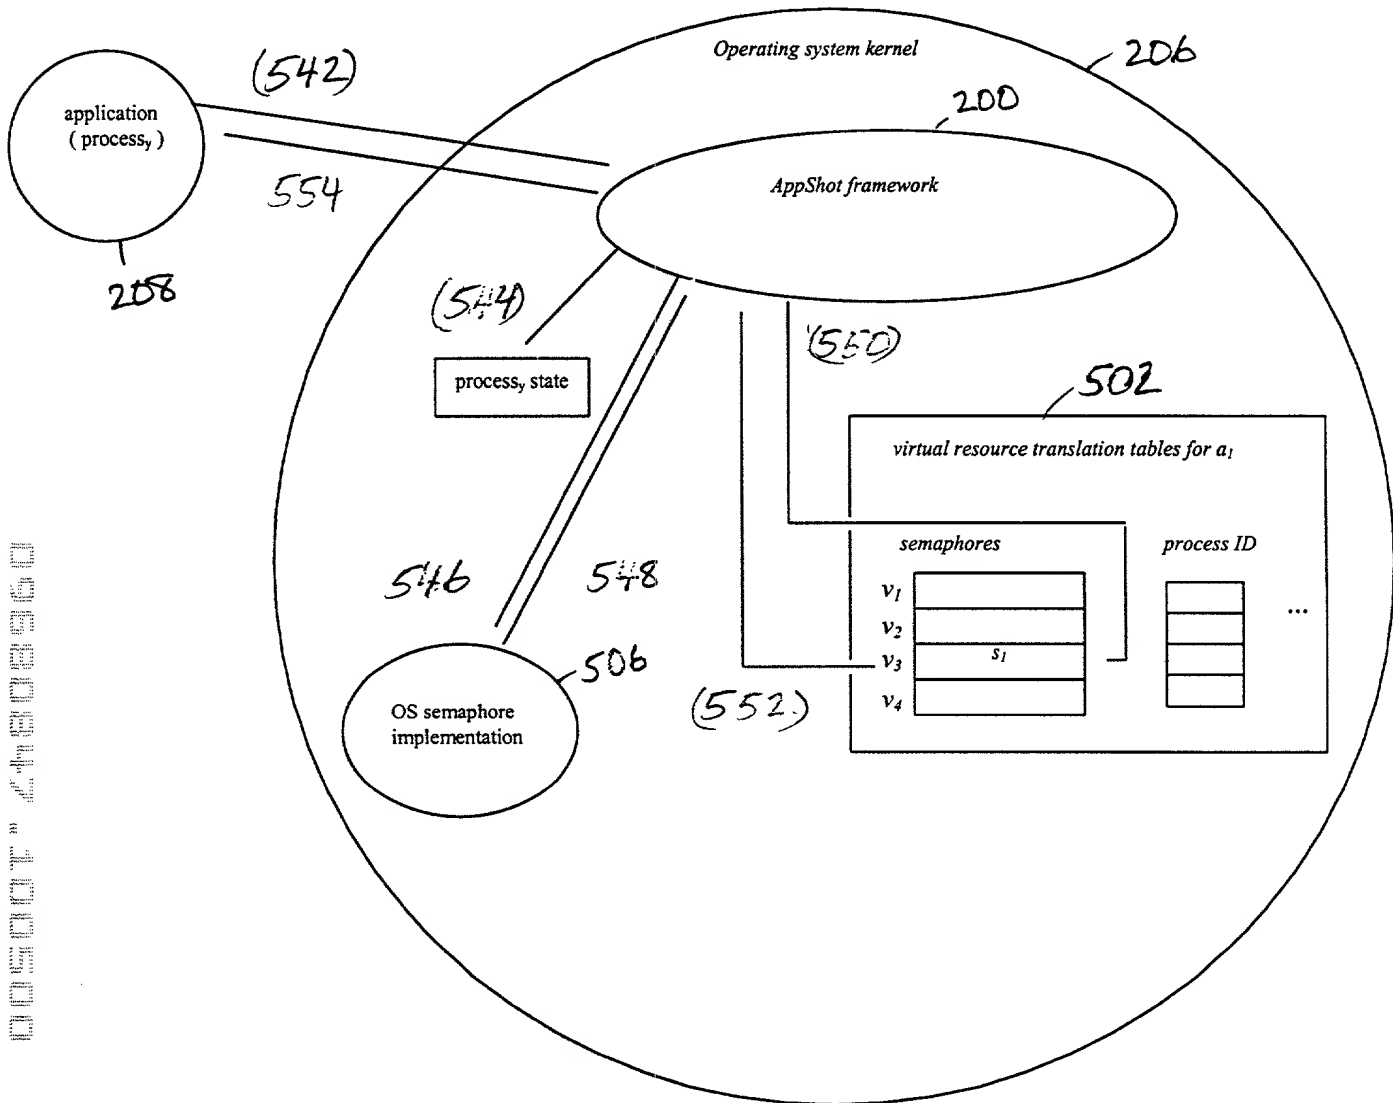 Operating system kernel
206
(542)
200
application
( process_y )
AppShot framework
554
208
(544)
(550)
process_y state
502
virtual resource translation tables for a_1
semaphores
process ID
546
548
v_1
v_2
...
s_1
v_3
v_4
506
(552)
OS semaphore
implementation